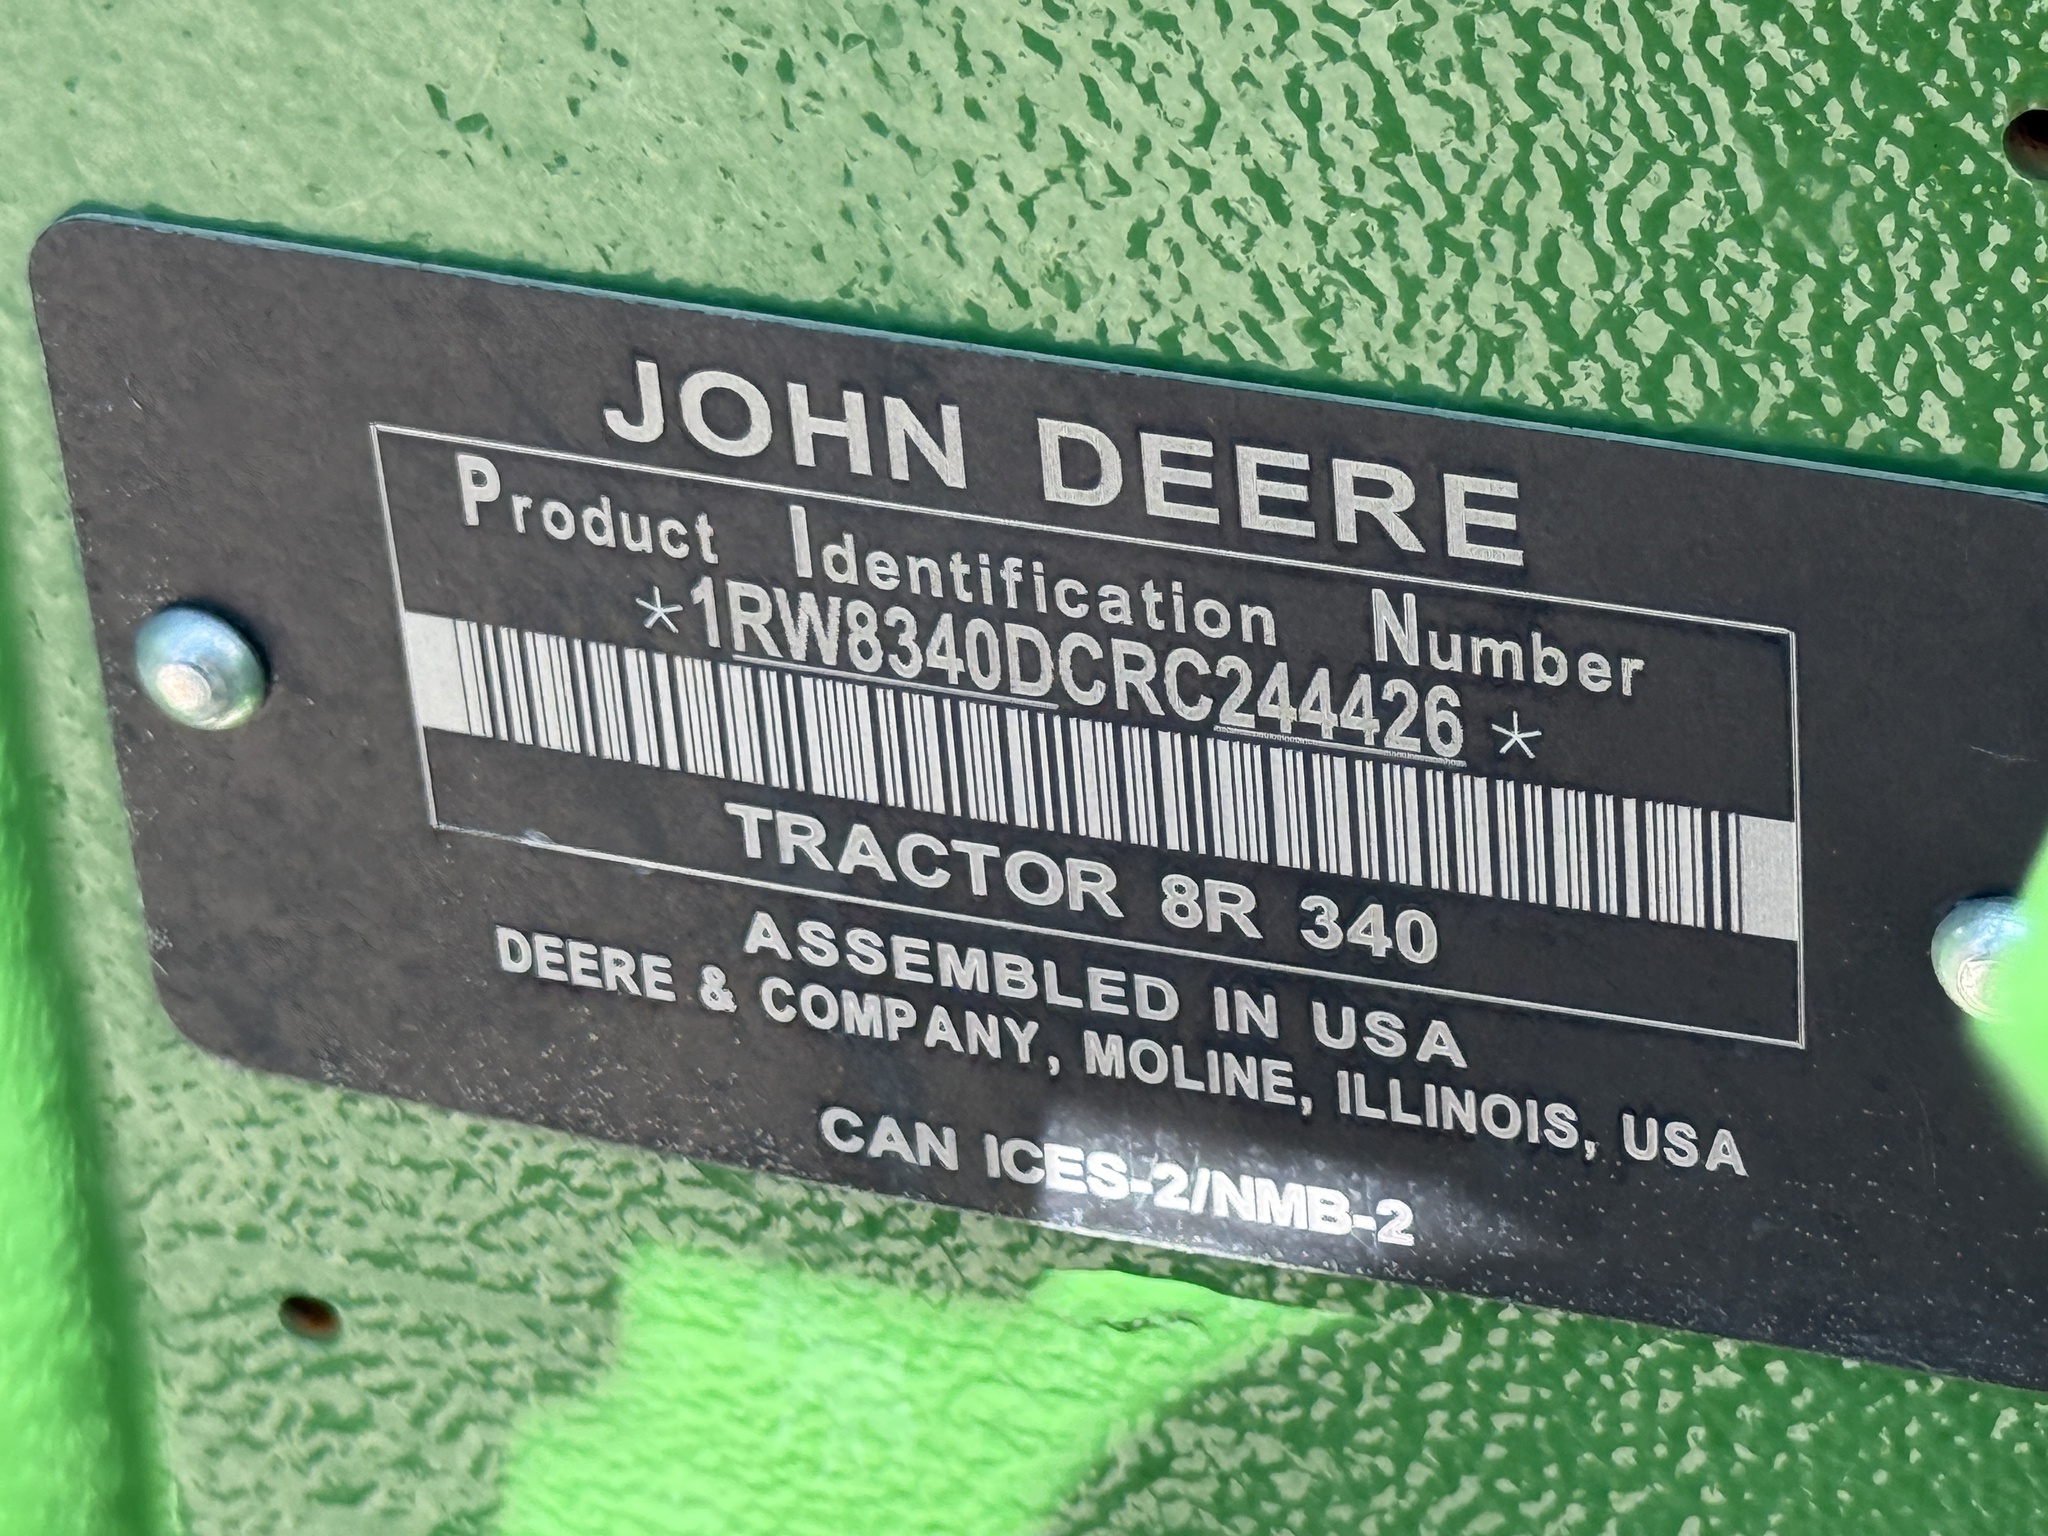 JOHN DEERE
Product Identification Number
*1RW8340DCRC244426*
TRACTOR 8R 340
ASSEMBLED IN USA
DEERE & COMPANY, MOLINE, ILLINOIS, USA
CAN ICES-2/NMB-2